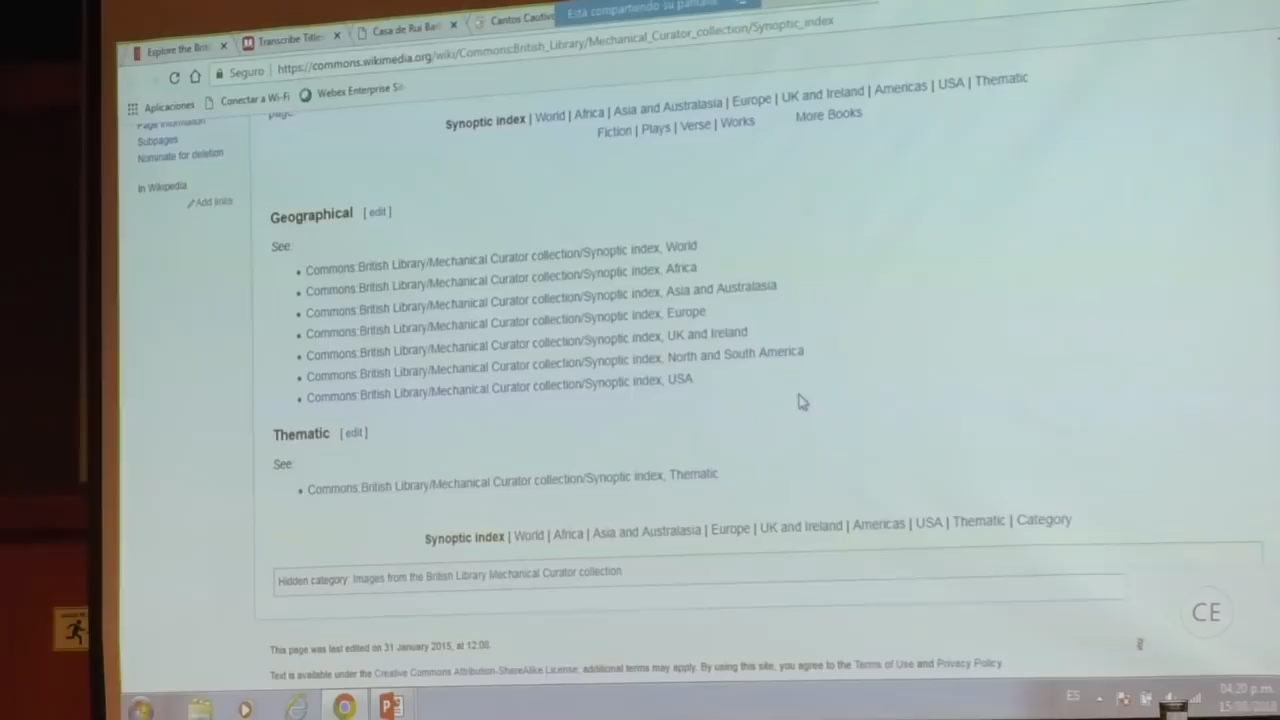 Está compartiendo su pantalla.
Explore the Brit
Transcribe Titles
Casa de Rui Bar
Cantos Cautivo
Seguro | https://commons.wikimedia.org/wiki/Commons:British_Library/Mechanical_Curator_collection/Synoptic_index
Aplicaciones
Conectar a Wi-Fi
Webex Enterprise Si
Page information
page.
Synoptic index | World | Africa | Asia and Australasia | Europe | UK and Ireland | Americas | USA | Thematic
Subpages
Fiction | Plays | Verse | Works More Books
Nominate for deletion
In Wikipedia
Add links
Geographical [ edit ]
See:
• Commons:British Library/Mechanical Curator collection/Synoptic index, World
• Commons:British Library/Mechanical Curator collection/Synoptic index, Africa
• Commons:British Library/Mechanical Curator collection/Synoptic index, Asia and Australasia
• Commons:British Library/Mechanical Curator collection/Synoptic index, Europe
• Commons:British Library/Mechanical Curator collection/Synoptic index, UK and Ireland
• Commons:British Library/Mechanical Curator collection/Synoptic index, North and South America
• Commons:British Library/Mechanical Curator collection/Synoptic index, USA
Thematic [ edit ]
See:
• Commons:British Library/Mechanical Curator collection/Synoptic index, Thematic
Synoptic index | World | Africa | Asia and Australasia | Europe | UK and Ireland | Americas | USA | Thematic | Category
Hidden category: Images from the British Library Mechanical Curator collection
CE
This page was last edited on 31 January 2015, at 12:08.
Text is available under the Creative Commons Attribution-ShareAlike License; additional terms may apply. By using this site, you agree to the Terms of Use and Privacy Policy.
ES
04:20 p.m.